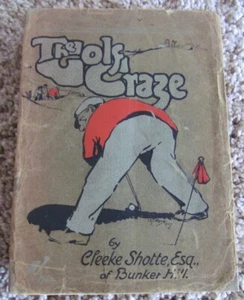 The Golf
Craze
by
Cleeke Shotte, Esq.,
of Bunker Hill.